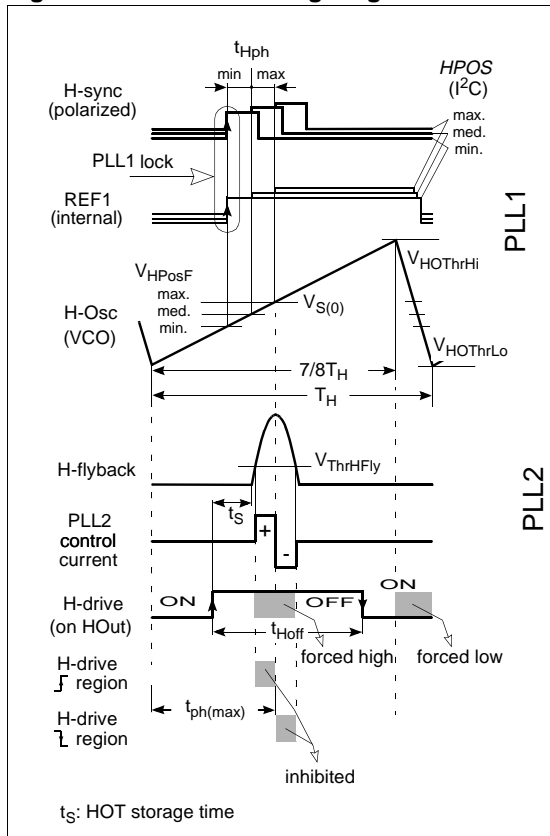 tHph
min max
HPOS
(I2C)
H-sync
(polarized)
max.
med.
min.
PLL1 lock
REF1
(internal)
PLL1
VHPosF
max.
med.
min.
VHOThrHi
VS(0)
H-Osc
(VCO)
VHOThrLo
7/8TH
TH
H-flyback
VThrHFly
PLL2
tS
PLL2
control
current
+
-
H-drive
(on HOut)
ON
OFF
ON
tHoff
forced high
forced low
H-drive
region
tph(max)
H-drive
region
inhibited
tS: HOT storage time